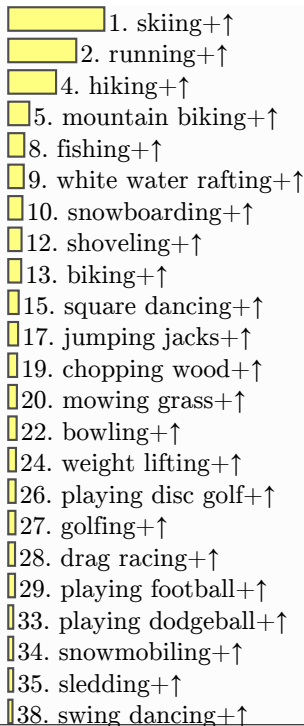 1. skiing+↑
2. running+↑
4. hiking+↑
5. mountain biking+↑
8. fishing+↑
9. white water rafting+↑
10. snowboarding+↑
12. shoveling+↑
13. biking+↑
15. square dancing+↑
17. jumping jacks+↑
19. chopping wood+↑
20. mowing grass+↑
22. bowling+↑
24. weight lifting+↑
26. playing disc golf+↑
27. golfing+↑
28. drag racing+↑
29. playing football+↑
33. playing dodgeball+↑
34. snowmobiling+↑
35. sledding+↑
38. swing dancing+↑